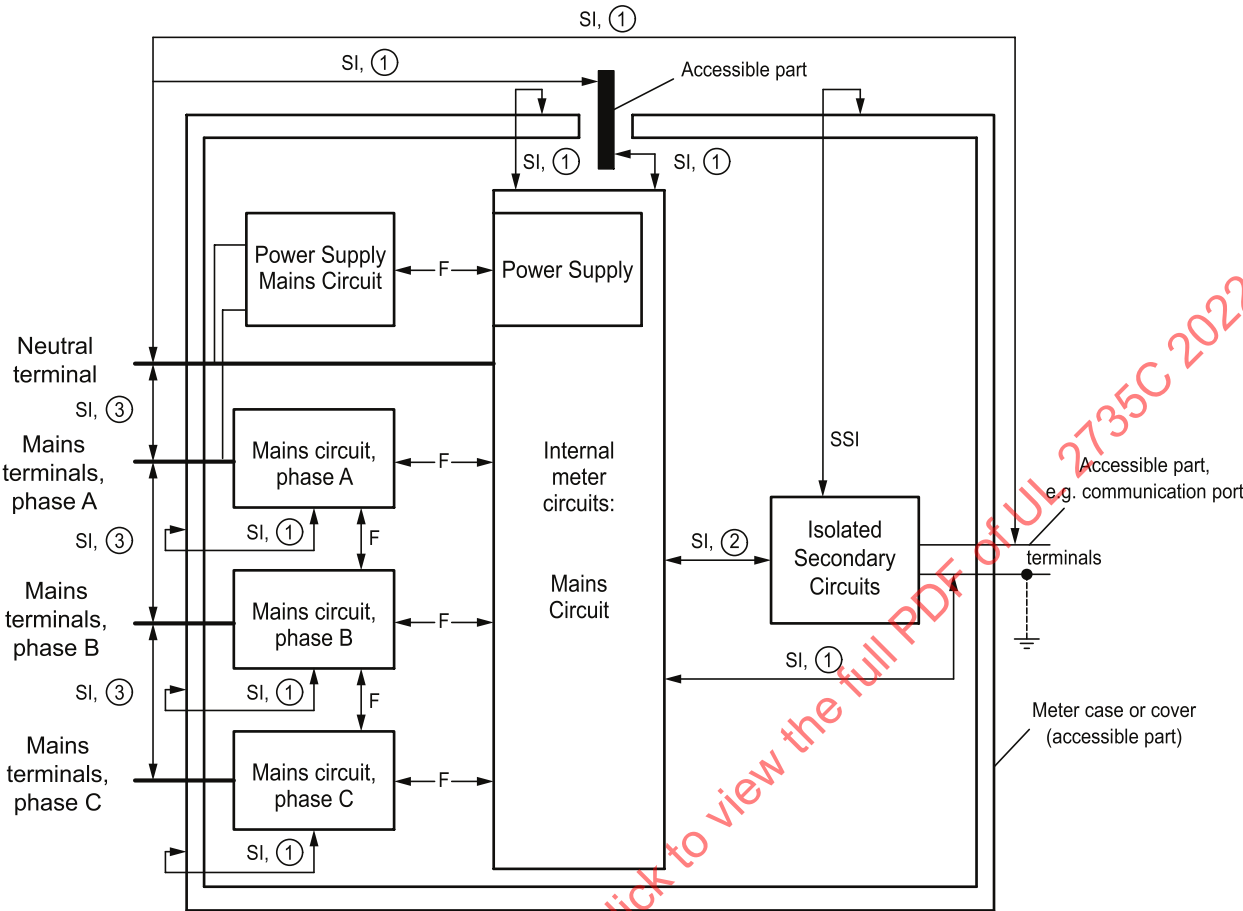 SI, ①
SI, ①
Accessible part
SI, ①
SI, ①
Power Supply
Mains Circuit
F
Power Supply
Neutral
terminal
SI, ③
Mains
terminals,
phase A
Mains circuit,
phase A
F
Internal
meter
circuits:
Mains
Circuit
SSI
Accessible part,
e.g. communication port
terminals
SI, ③
SI, ①
F
SI, ②
Isolated
Secondary
Circuits
Mains
terminals,
phase B
Mains circuit,
phase B
F
SI, ①
SI, ③
SI, ①
F
Meter case or cover
(accessible part)
Mains
terminals,
phase C
Mains circuit,
phase C
F
SI, ①
lick to view the full PDF of UL 2735C 2022